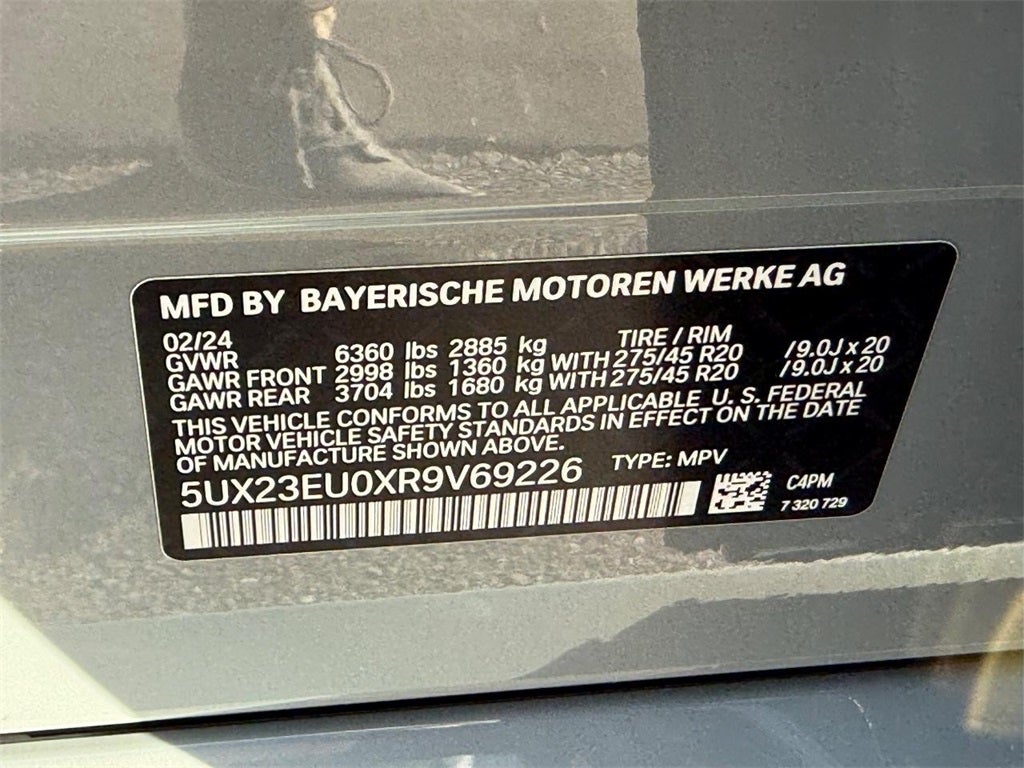 MFD BY BAYERISCHE MOTOREN WERKE AG
02/24 TIRE / RIM
GVWR 6360 lbs 2885 kg
GAWR FRONT 2998 lbs 1360 kg WITH 275/45 R20 /9.0J x 20
GAWR REAR 3704 lbs 1680 kg WITH 275/45 R20 /9.0J x 20
THIS VEHICLE CONFORMS TO ALL APPLICABLE U. S. FEDERAL
MOTOR VEHICLE SAFETY STANDARDS IN EFFECT ON THE DATE
OF MANUFACTURE SHOWN ABOVE.
5UX23EU0XR9V69226 TYPE: MPV
C4PM
7 320 729